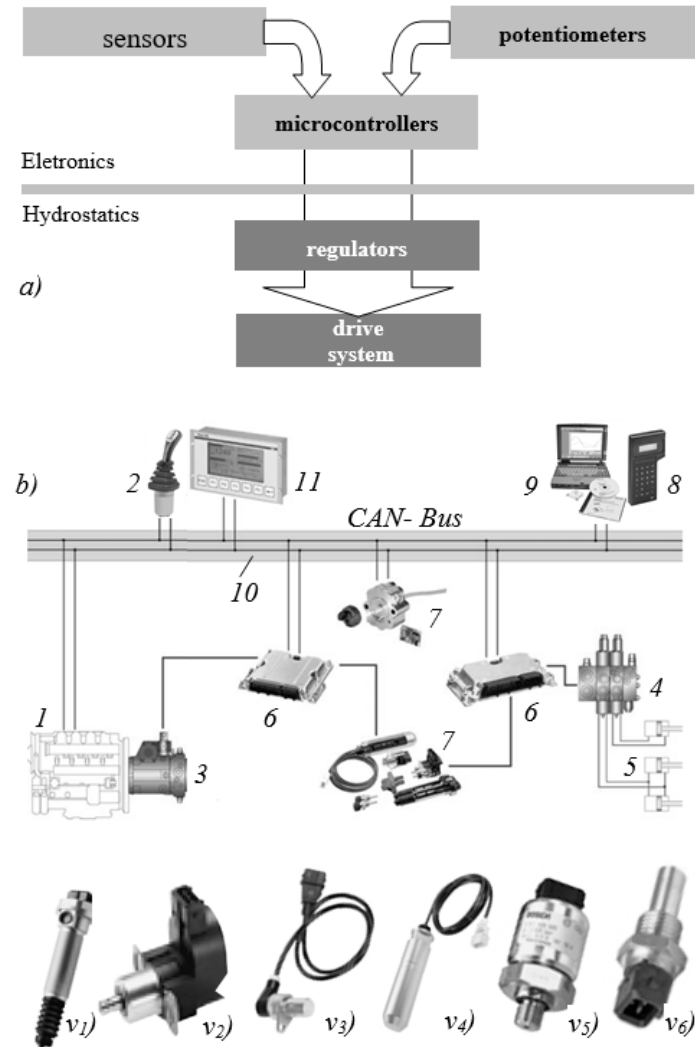 sensors
potentiometers
microcontrollers
Eletronics
Hydrostatics
regulators
a)
drive
system
b)
2
11
9
8
CAN- Bus
10
7
1
6
6
4
3
7
5
v1)
v2)
v3)
v4)
BOSCH
v5)
v6)